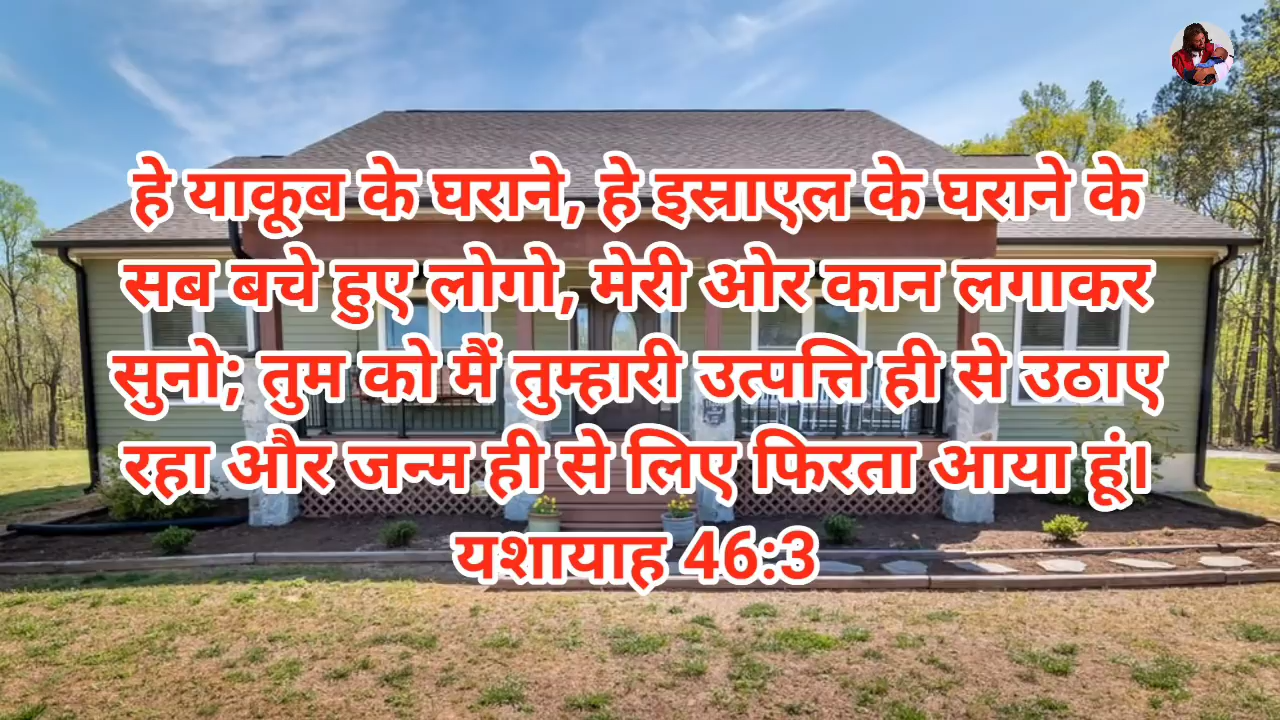 हे याकूब के घराने, हे इस्राएल के घराने के
सब बचे हुए लोगो, मेरी ओर कान लगाकर
सुनो; तुम को मैं तुम्हारी उत्पत्ति ही से उठाए
रहा और जन्म ही से लिए फिरता आया हूं।
यशायाह 46:3